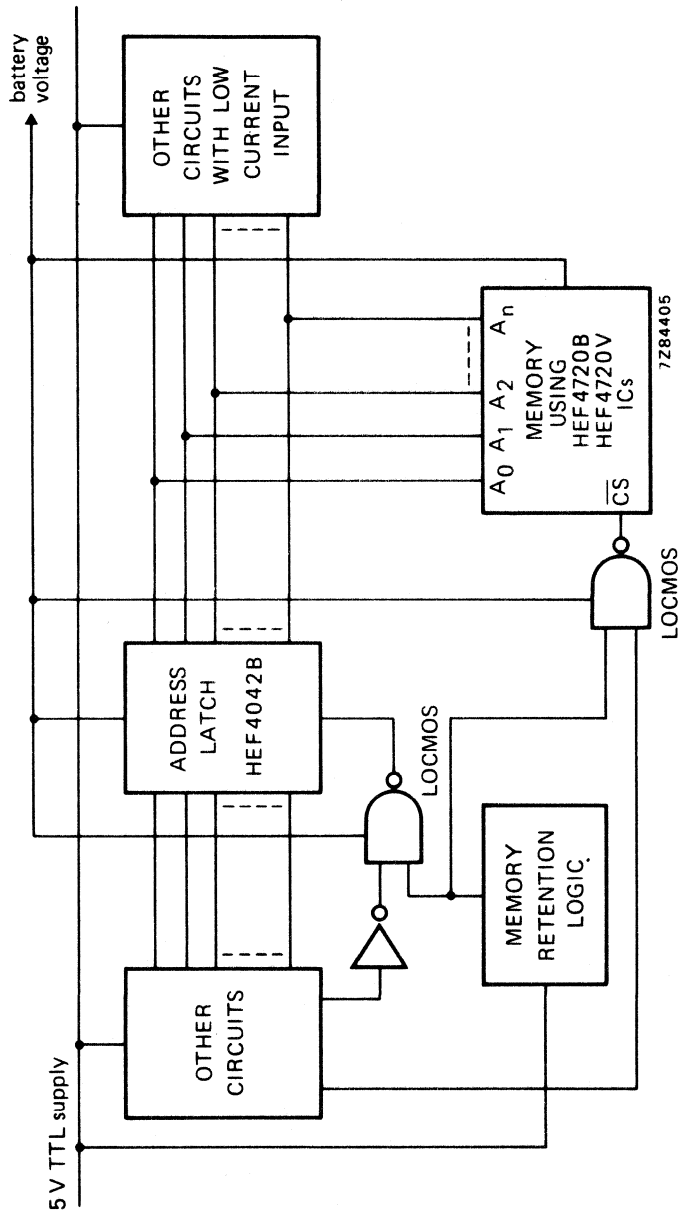 battery
voltage
5 V TTL supply
OTHER
CIRCUITS
ADDRESS
LATCH
HEF4042B
OTHER
CIRCUITS
WITH LOW
CURRENT
INPUT
LOCMOS
MEMORY
RETENTION
LOGIC.
A0 A1 A2 An
MEMORY
USING
HEF4720B
HEF4720V
ICs
CS
LOCMOS
7Z84405